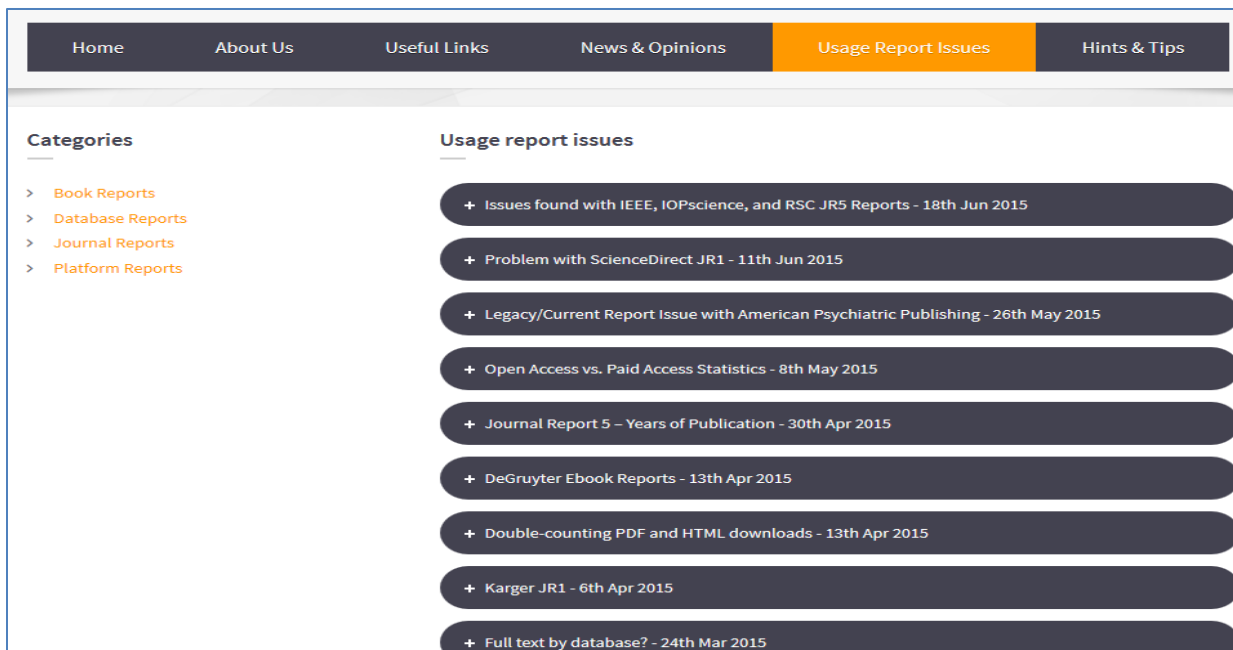 Home About Us Useful Links News & Opinions Usage Report Issues Hints & Tips
Categories
> Book Reports
> Database Reports
> Journal Reports
> Platform Reports
Usage report issues
+ Issues found with IEEE, IOPscience, and RSC JR5 Reports - 18th Jun 2015
+ Problem with ScienceDirect JR1 - 11th Jun 2015
+ Legacy/Current Report Issue with American Psychiatric Publishing - 26th May 2015
+ Open Access vs. Paid Access Statistics - 8th May 2015
+ Journal Report 5 – Years of Publication - 30th Apr 2015
+ DeGruyter Ebook Reports - 13th Apr 2015
+ Double-counting PDF and HTML downloads - 13th Apr 2015
+ Karger JR1 - 6th Apr 2015
+ Full text by database? - 24th Mar 2015